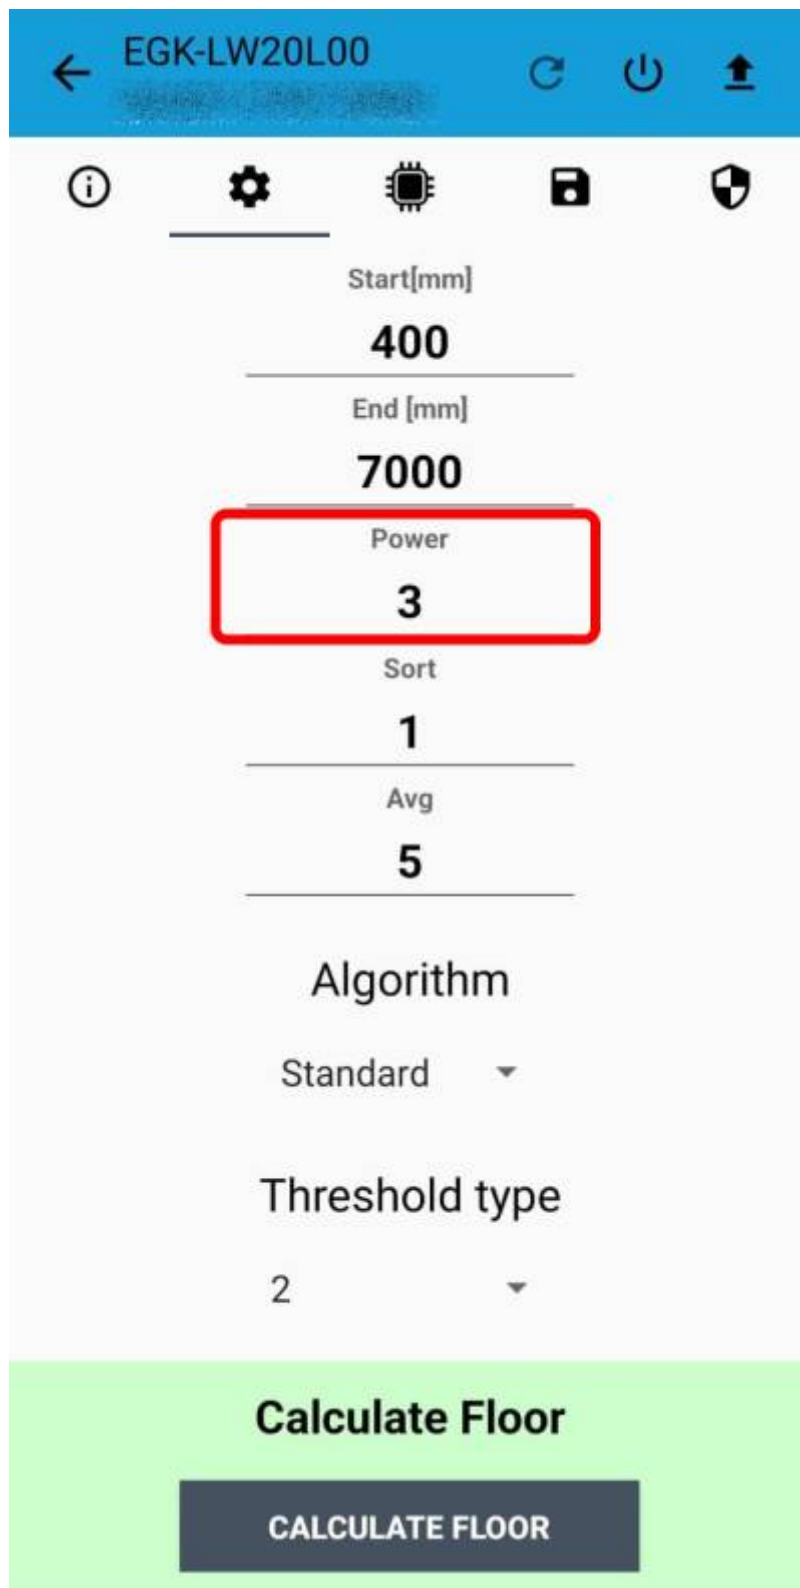 EGK-LW20L00
Start[mm]
400
End [mm]
7000
Power
3
Sort
1
Avg
5
Algorithm
Standard
Threshold type
2
Calculate Floor
CALCULATE FLOOR